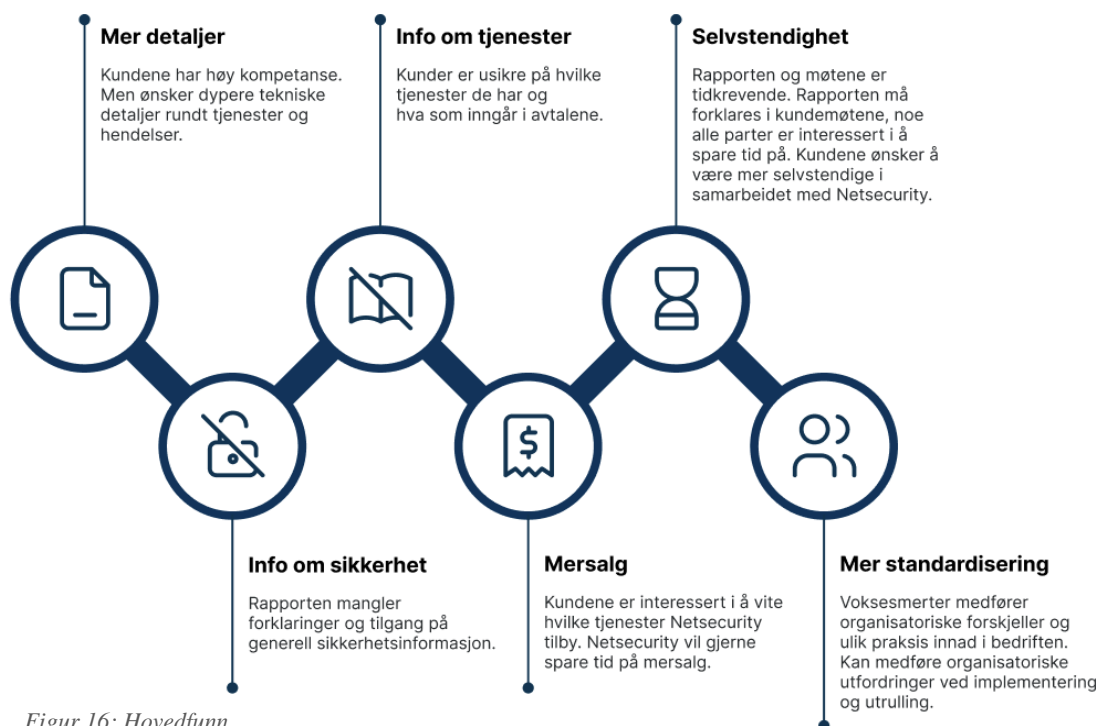 Mer detaljer
Kundene har høy kompetanse.
Men ønsker dypere tekniske
detaljer rundt tjenester og
hendelser.
Info om tjenester
Kunder er usikre på hvilke
tjenester de har og
hva som inngår i avtalene.
Selvstendighet
Rapporten og møtene er
tidkrevende. Rapporten må
forklares i kundemøtene, noe
alle parter er interessert i å
spare tid på. Kundene ønsker å
være mer selvstendige i
samarbeidet med Netsecurity.
$
Info om sikkerhet
Rapporten mangler
forklaringer og tilgang på
generell sikkerhetsinformasjon.
Mersalg
Kundene er interessert i å vite
hvilke tjenester Netsecurity
tilby. Netsecurity vil gjerne
spare tid på mersalg.
Mer standardisering
Voksesmerter medfører
organisatoriske forskjeller og
ulik praksis innad i bedriften.
Kan medføre organisatoriske
utfordringer ved implementering
og utrulling.
Figur 16: Hovedfunn